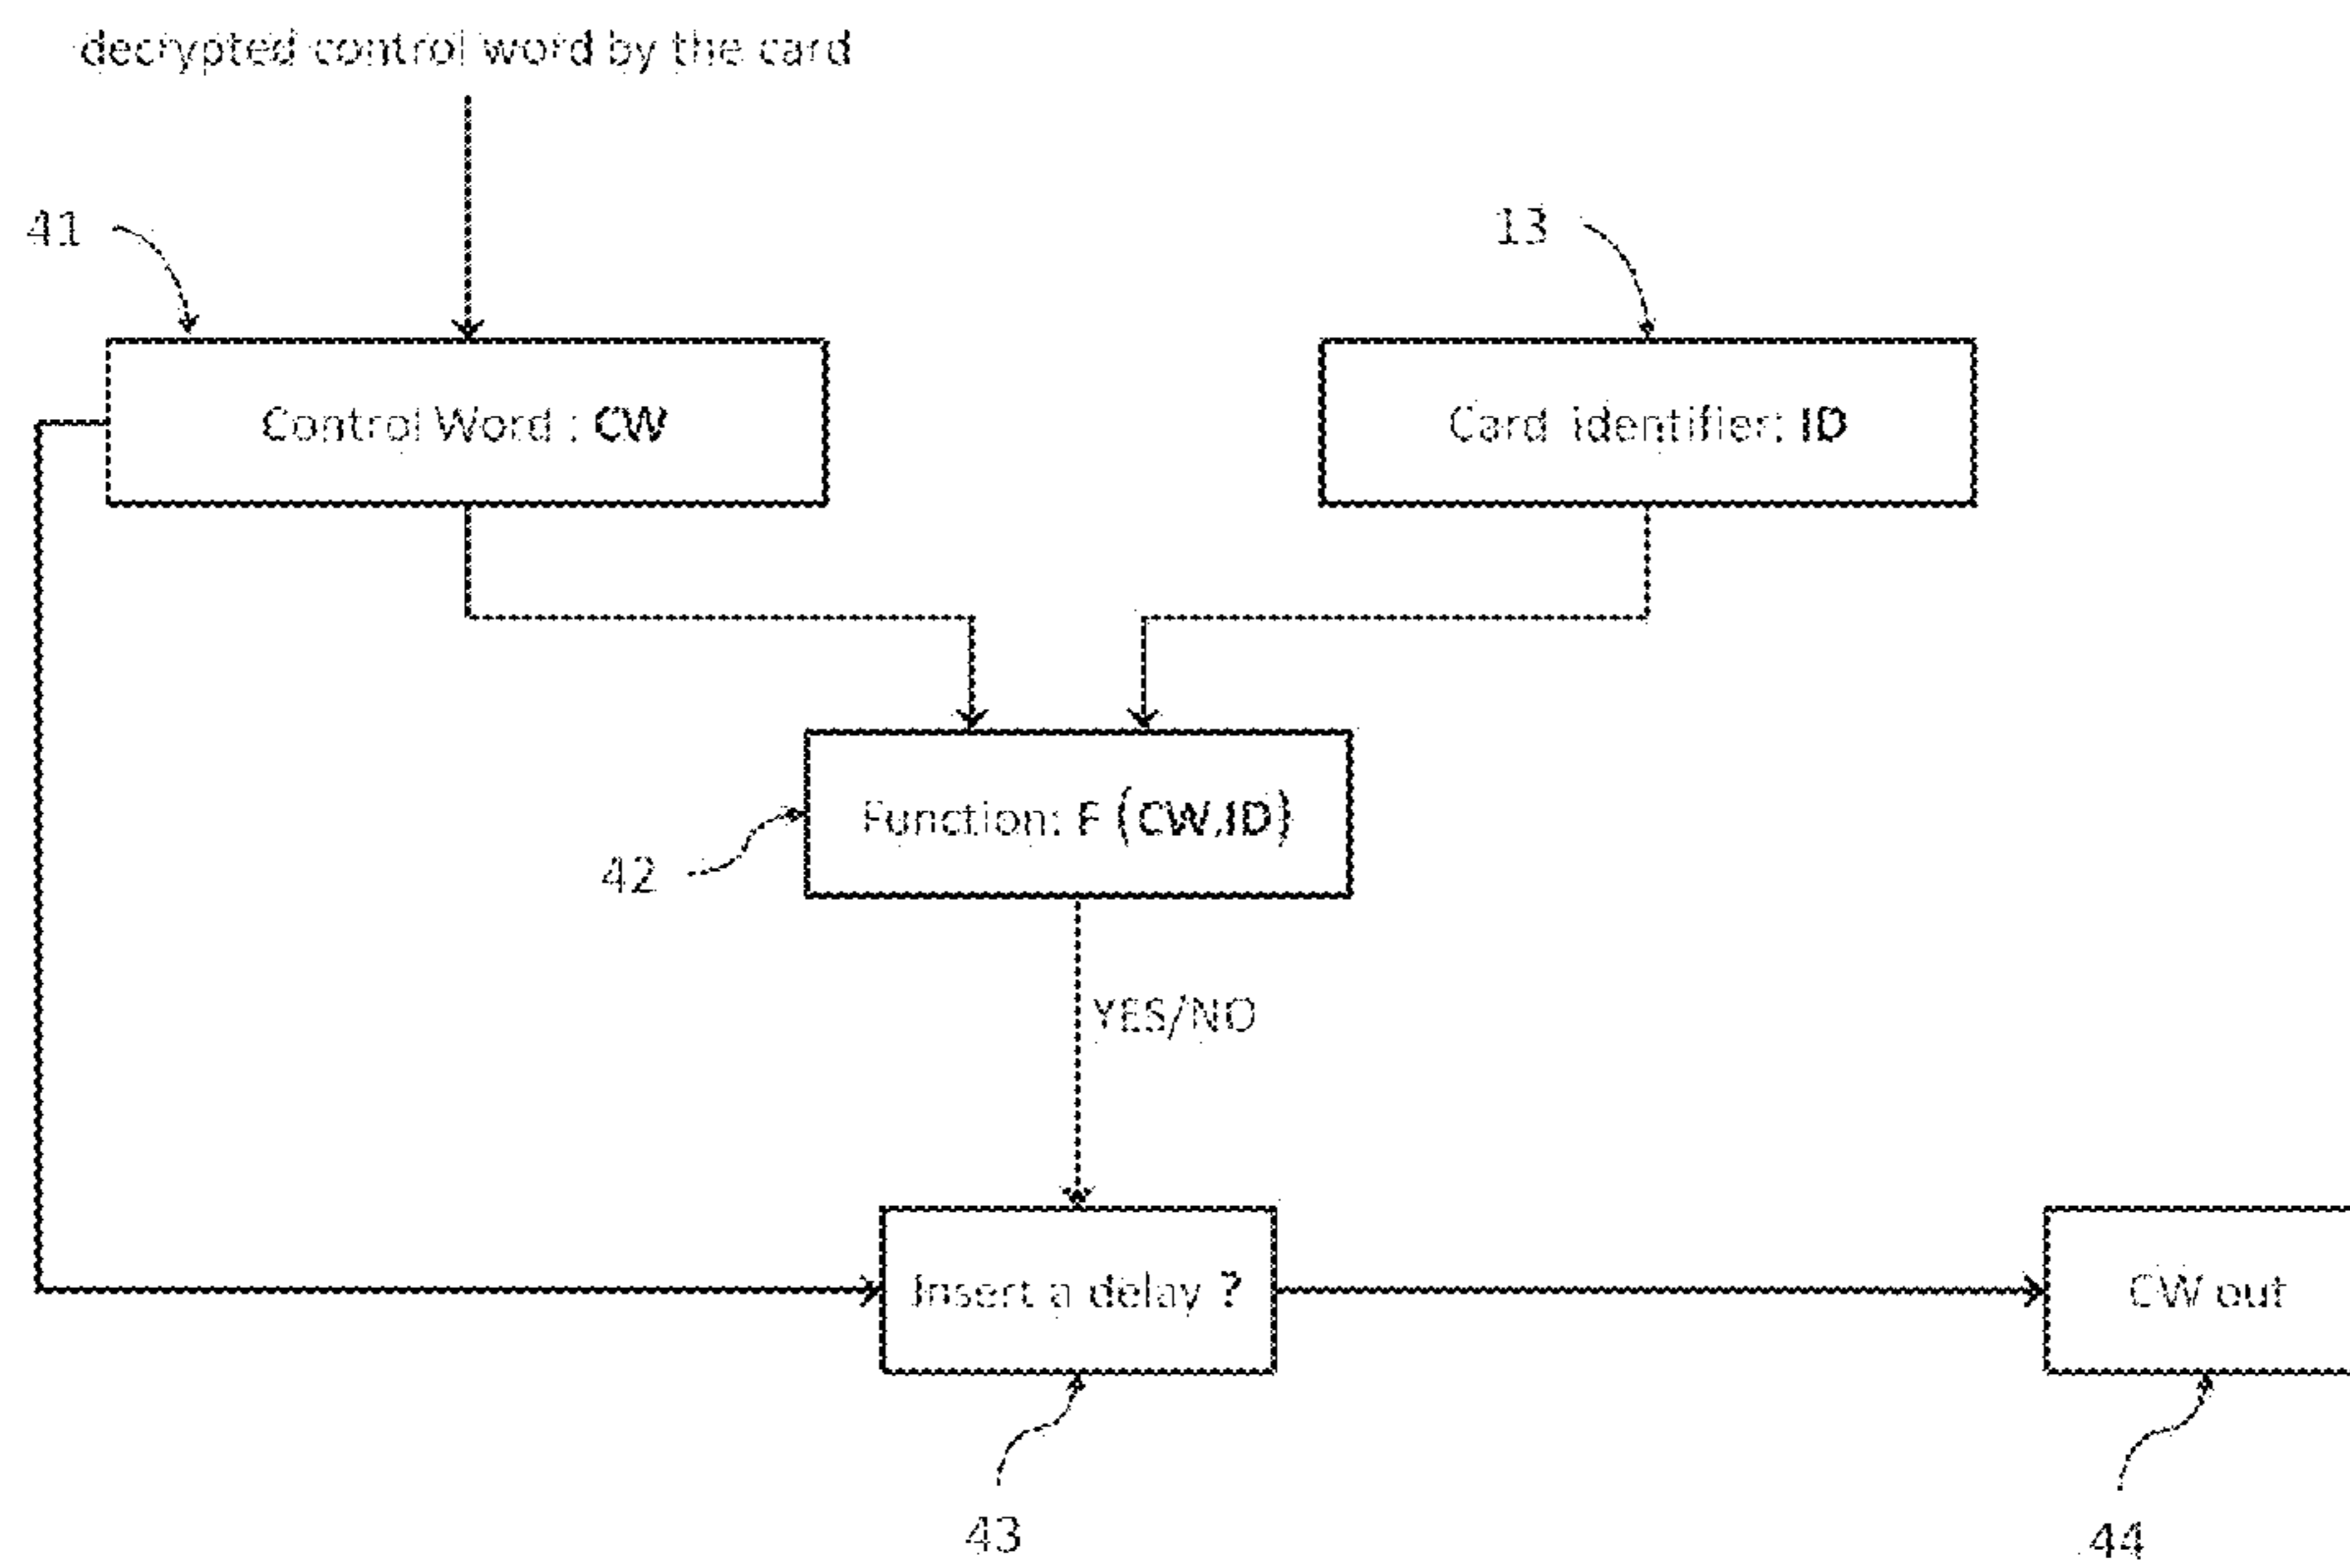 decrypted control word by the card
41
13
Control Word : CW
Card identifier: ID
Function: F (CW,ID)
42
YES/NO
Insert a delay ?
CW out
43
44